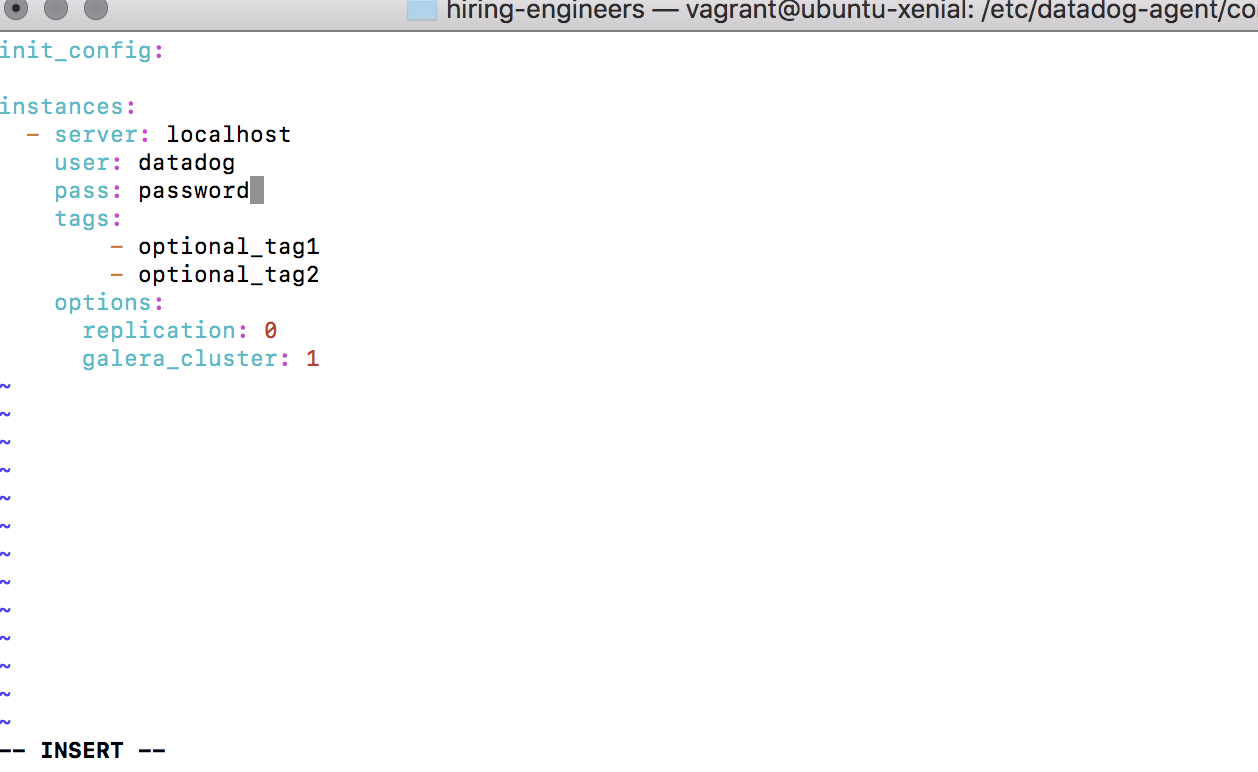 hiring-engineers — vagrant@ubuntu-xenial: /etc/datadog-agent/co
init_config:
instances:
- server: localhost
user: datadog
pass: password
tags:
- optional_tag1
- optional_tag2
options:
replication: 0
galera_cluster: 1
~
~
~
~
~
~
~
~
~
~
~
~
~
-- INSERT --